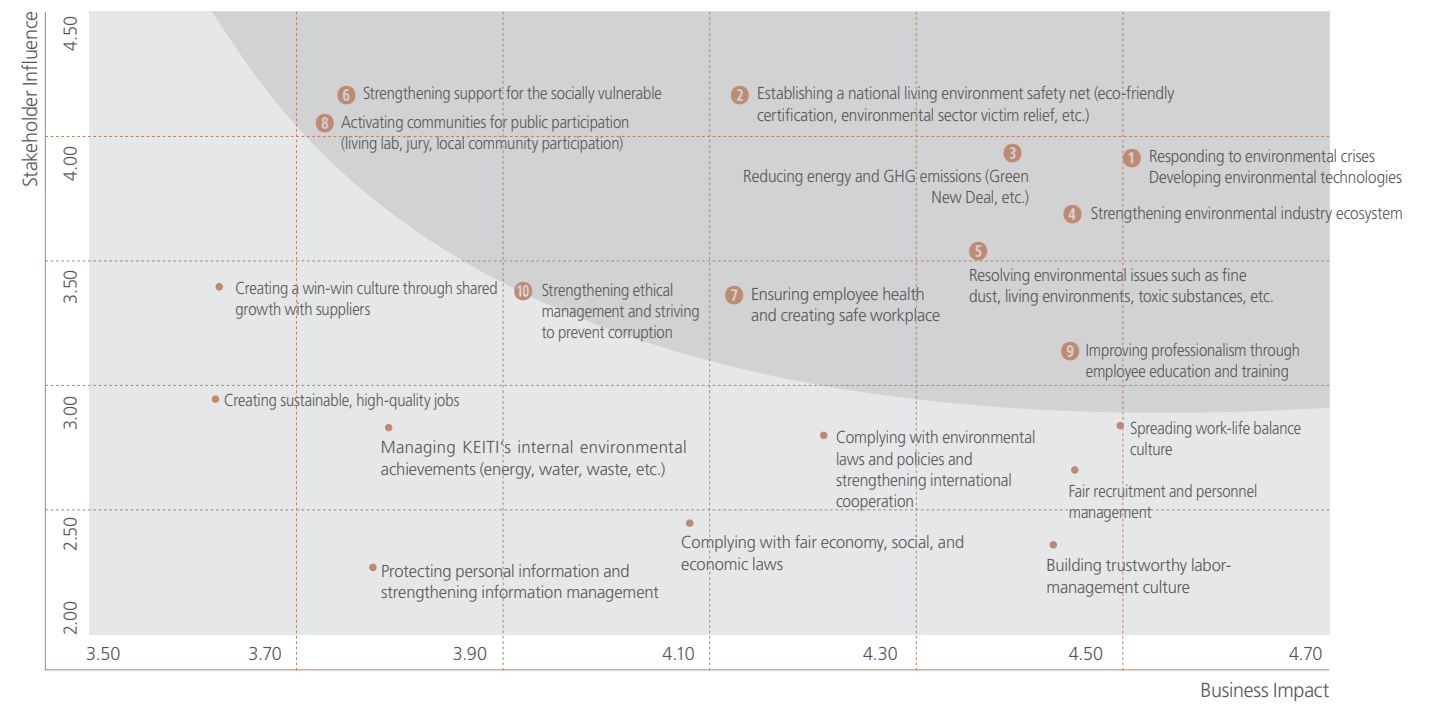 Stakeholder Influence
4.50
4.00
3.50
3.00
2.50
2.00
6 Strengthening support for the socially vulnerable
8 Activating communities for public participation
(living lab, jury, local community participation)
2 Establishing a national living environment safety net (eco-friendly
certification, environmental sector victim relief, etc.)
3
Reducing energy and GHG emissions (Green
New Deal, etc.)
1 Responding to environmental crises
Developing environmental technologies
4 Strengthening environmental industry ecosystem
5
Resolving environmental issues such as fine
dust, living environments, toxic substances, etc.
Creating a win-win culture through shared
growth with suppliers
10 Strengthening ethical
management and striving
to prevent corruption
7 Ensuring employee health
and creating safe workplace
9 Improving professionalism through
employee education and training
Creating sustainable, high-quality jobs
Managing KEITI's internal environmental
achievements (energy, water, waste, etc.)
Complying with environmental
laws and policies and
strengthening international
cooperation
Spreading work-life balance
culture
Fair recruitment and personnel
management
Complying with fair economy, social, and
economic laws
Building trustworthy labor-
management culture
Protecting personal information and
strengthening information management
3.50
3.70
3.90
4.10
4.30
4.50
4.70
Business Impact